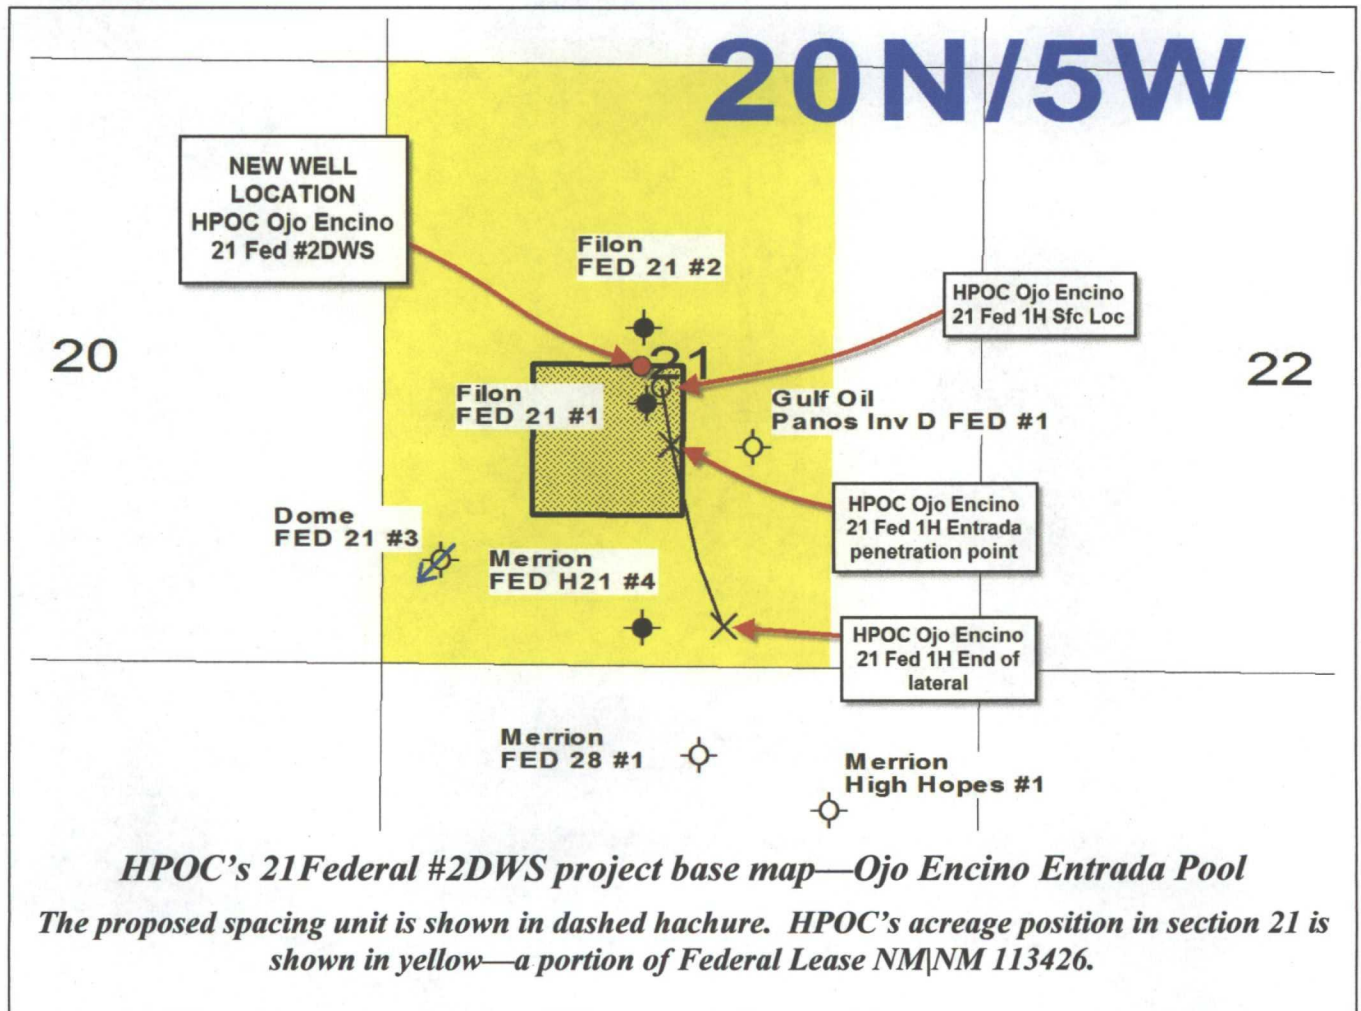 20N/5W
NEW WELL
LOCATION
HPOC Ojo Encino
21 Fed #2DWS
Filon
FED 21 #2
HPOC Ojo Encino
21 Fed 1H Sfc Loc
20
21
22
Filon
FED 21 #1
Gulf Oil
Panos Inv D FED #1
HPOC Ojo Encino
21 Fed 1H Entrada
penetration point
Dome
FED 21 #3
Merrion
FED H21 #4
HPOC Ojo Encino
21 Fed 1H End of
lateral
Merrion
FED 28 #1
Merrion
High Hopes #1
HPOC's 21Federal #2DWS project base map—Ojo Encino Entrada Pool
The proposed spacing unit is shown in dashed hachure.  HPOC's acreage position in section 21 is
shown in yellow—a portion of Federal Lease NM|NM 113426.